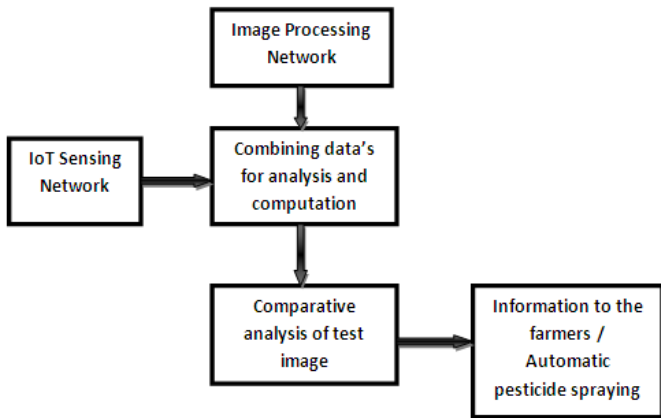 Image Processing
Network
IoT Sensing
Network
Combining data's
for analysis and
computation
Comparative
analysis of test
image
Information to the
farmers /
Automatic
pesticide spraying